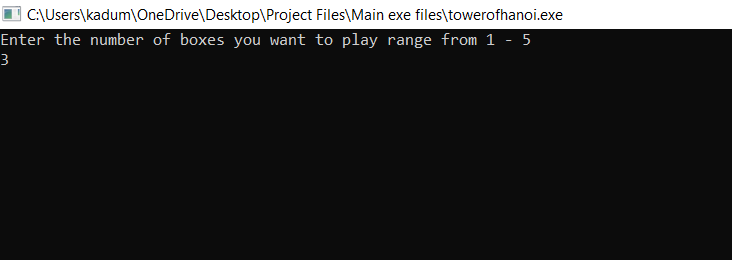 C:\Users\kadum\OneDrive\Desktop\Project Files\Main exe files\towerofhanoi.exe
Enter the number of boxes you want to play range from 1 - 5
3